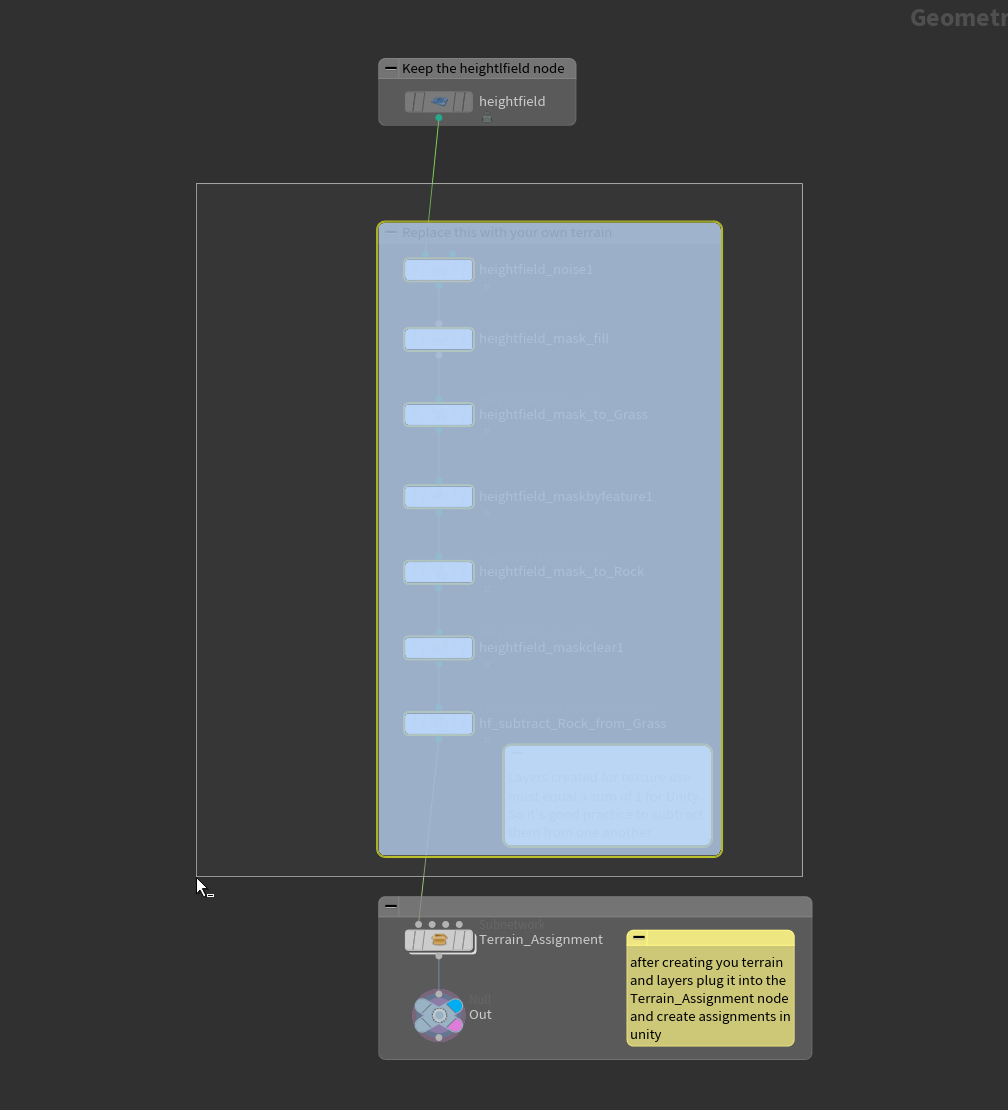 Geometr
Keep the heightlfield node
heightfield
Replace this with your own terrain
heightfield_noise1
heightfield_mask_fill
heightfield_mask_to_Grass
heightfield_maskbyfeature1
heightfield_mask_to_Rock
heightfield_maskclear1
hf_subtract_Rock_from_Grass
Layers created for texture use
must equal a sum of 1 for Unity.
So it's good practice to subtract
them from one another
Subnetwork
Terrain_Assignment
after creating you terrain
and layers plug it into the
Terrain_Assignment node
and create assignments in
unity
Null
Out